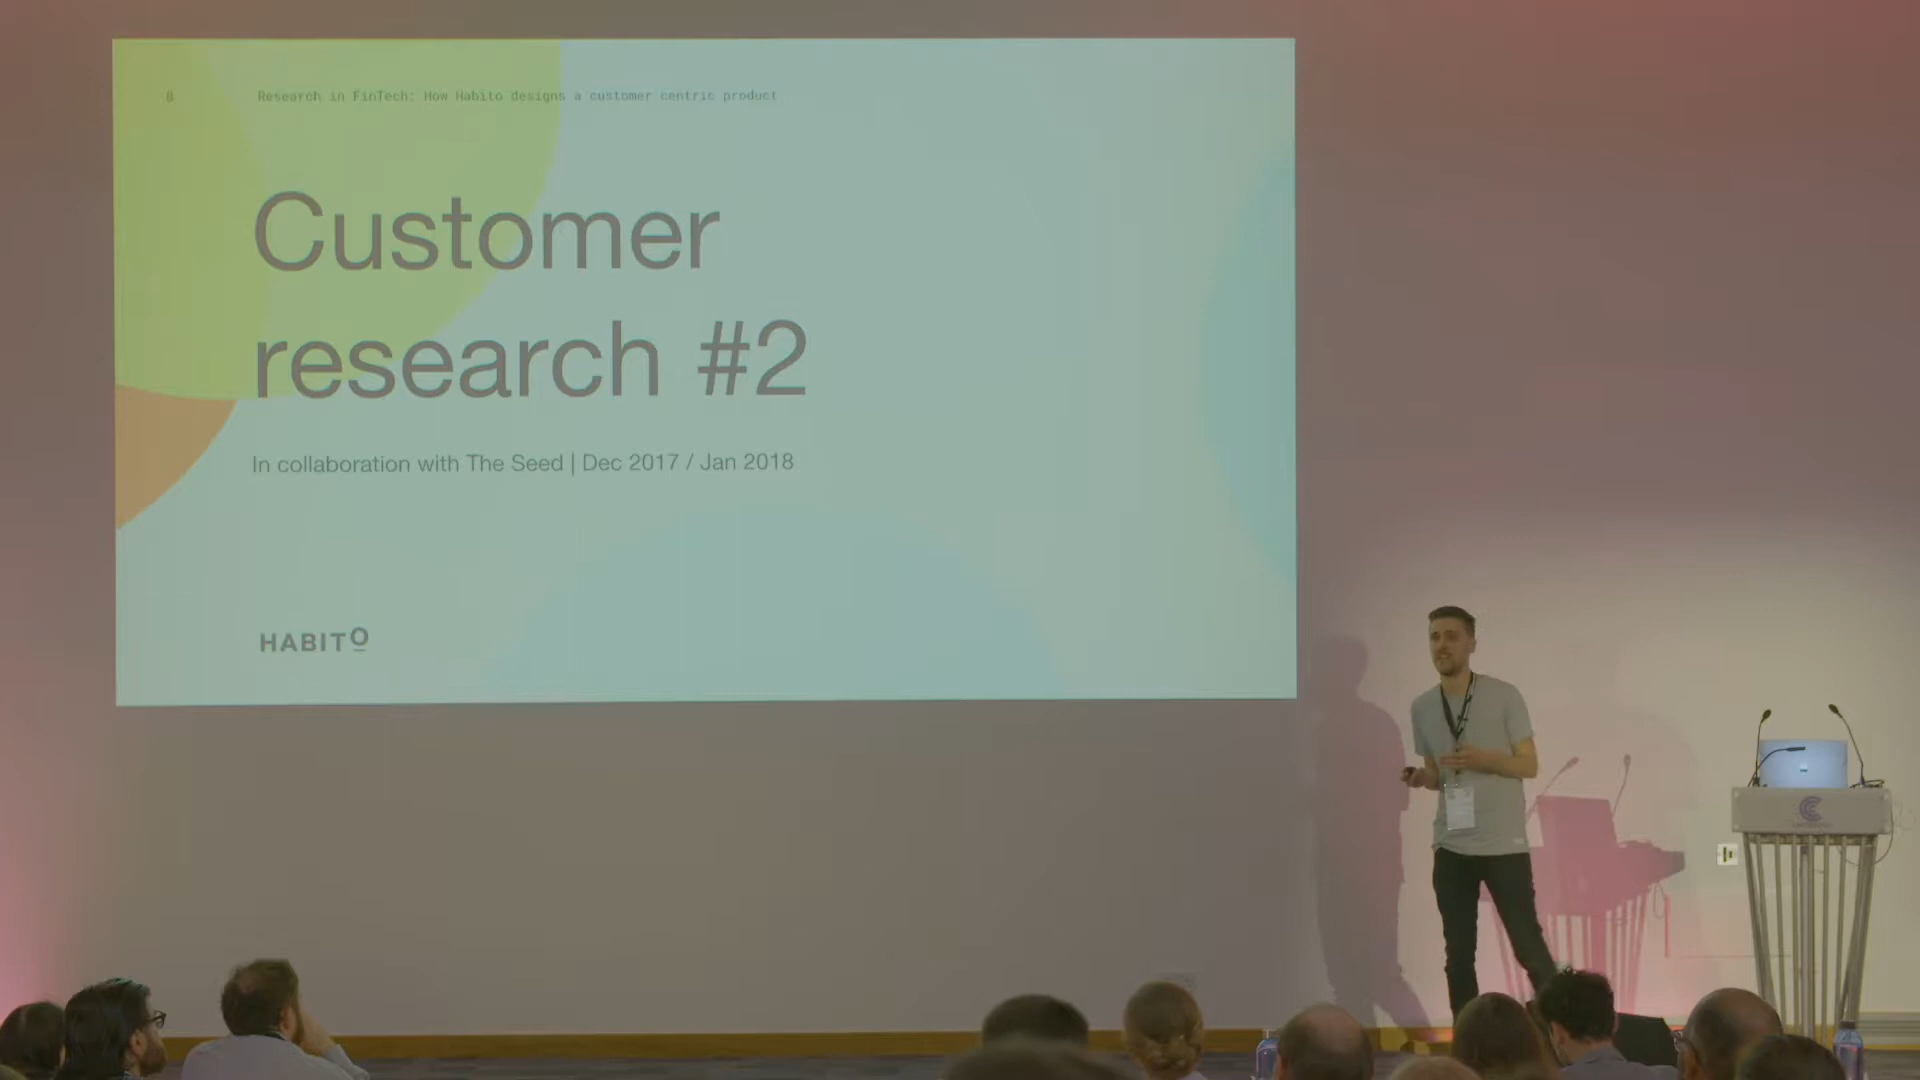 8
Research in FinTech: How Habito designs a customer centric product
Customer
research #2
In collaboration with The Seed | Dec 2017 / Jan 2018
HABITO